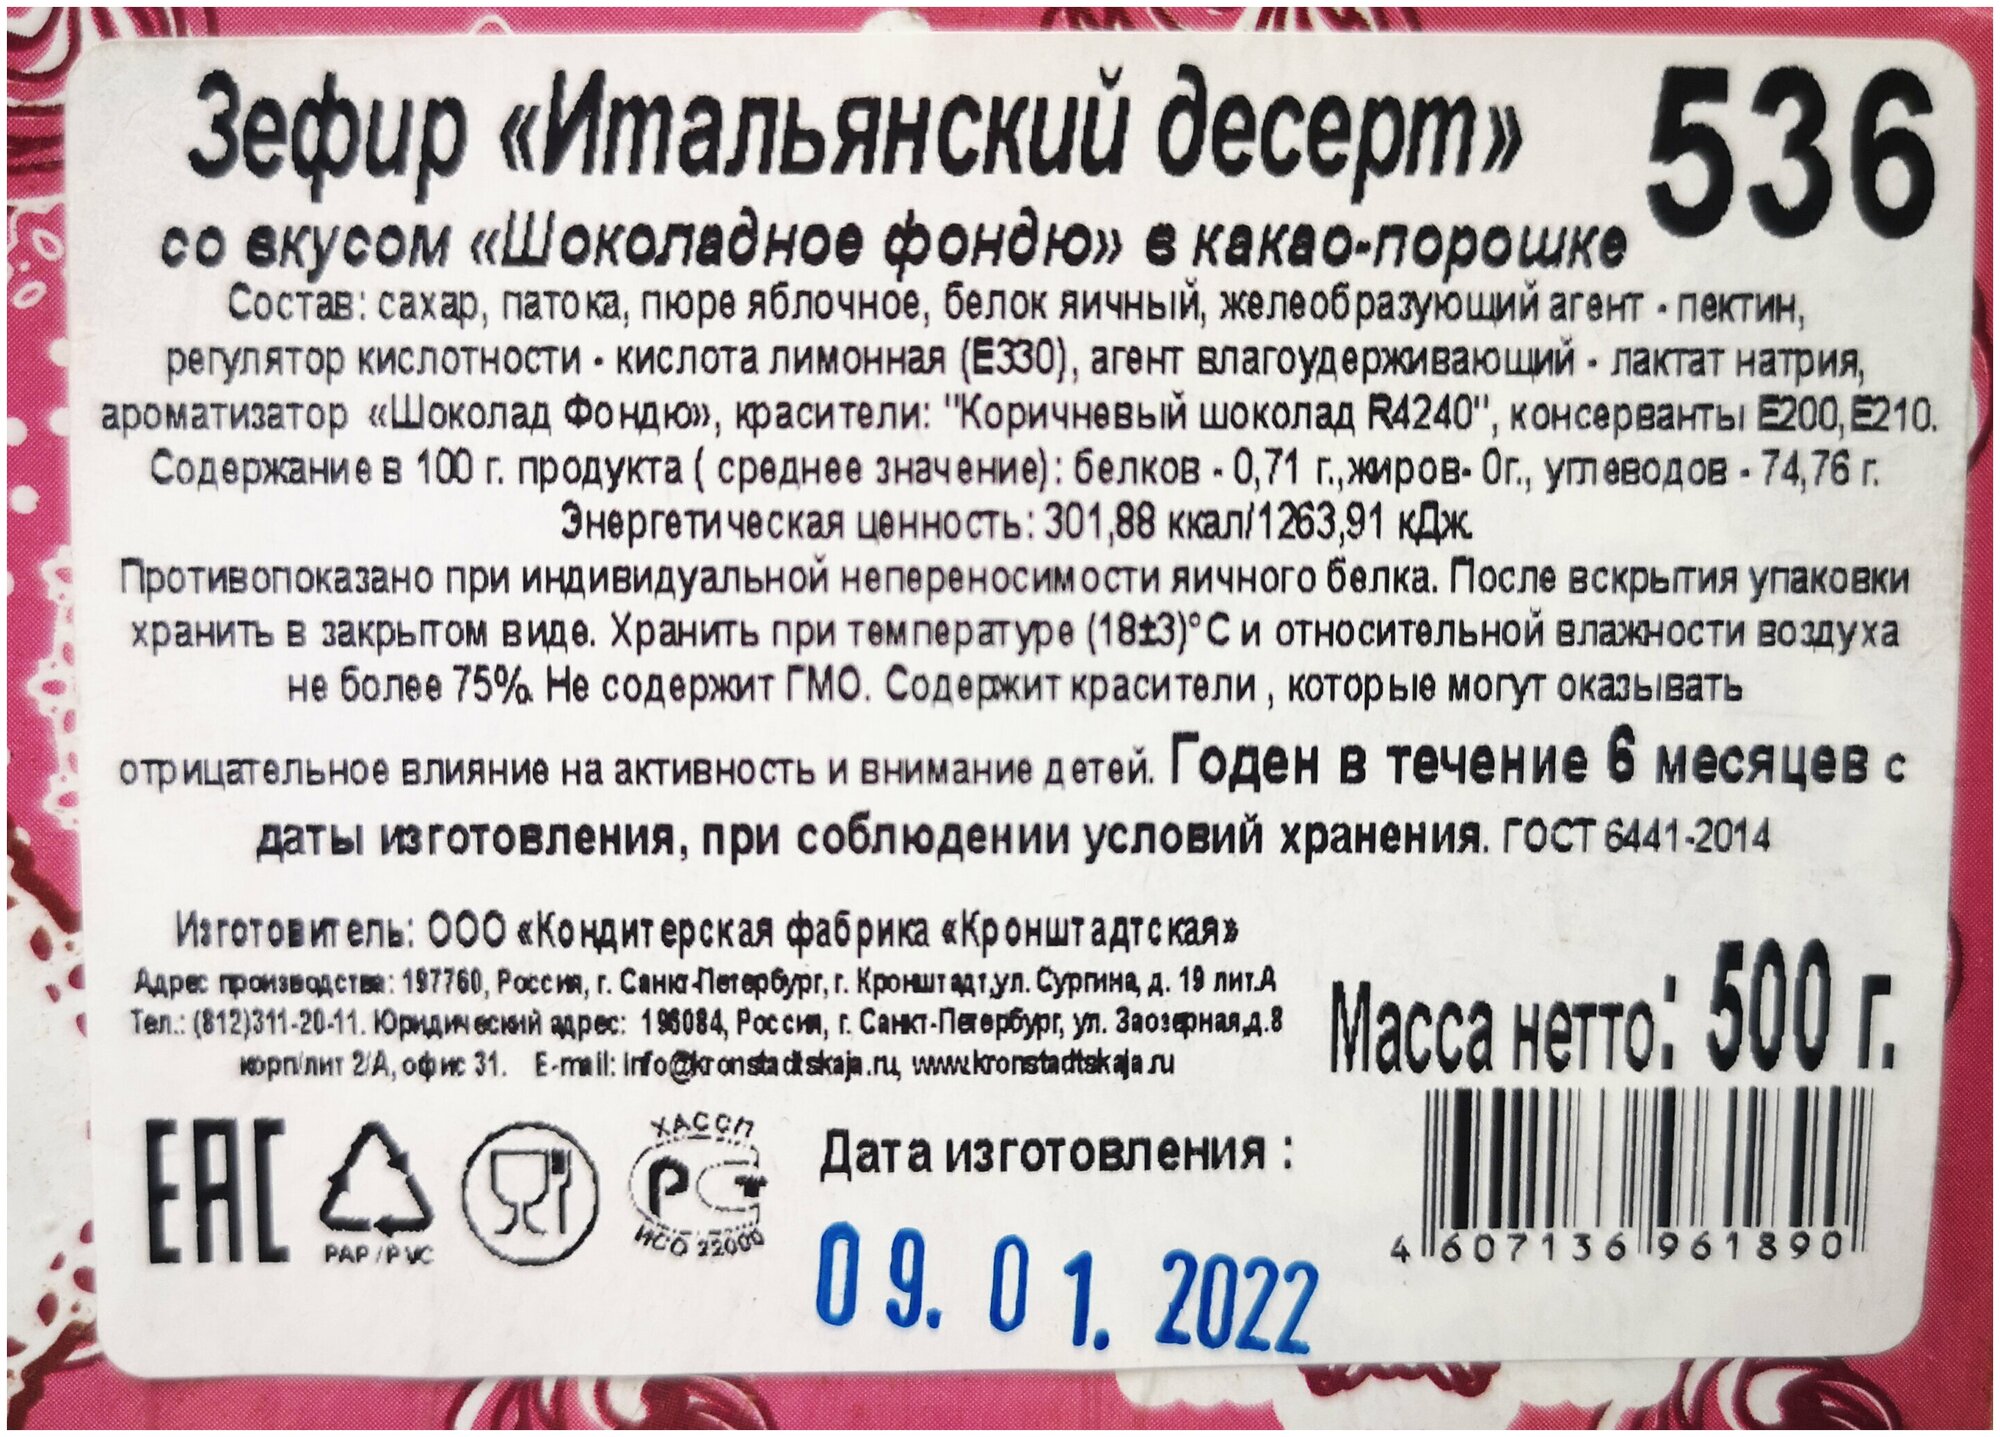 Зефир «Итальянский десерт»
536
со вкусом «Шоколадное фондю» в какао-порошке
Состав: сахар, патока, пюре яблочное, белок яичный, желеобразующий агент - пектин,
регулятор кислотности - кислота лимонная (Е330), агент влагоудерживающий - лактат натрия,
ароматизатор «Шоколад Фондю», красители: "Коричневый шоколад R4240", консерванты Е200,Е210.
Содержание в 100 г. продукта ( среднее значение): белков - 0,71 г.,жиров- 0г., углеводов - 74,76 г.
Энергетическая ценность: 301,88 ккал/1263,91 кДж.
Противопоказано при индивидуальной непереносимости яичного белка. После вскрытия упаковки
хранить в закрытом виде. Хранить при температуре (18±3)°С и относительной влажности воздуха
не более 75%. Не содержит ГМО. Содержит красители , которые могут оказывать
отрицательное влияние на активность и внимание детей. Годен в течение 6 месяцев с
даты изготовления, при соблюдении условий хранения. ГОСТ 6441-2014
Изготовитель: ООО «Кондитерская фабрика «Кронштадтская»
Адрес производства: 197760, Россия, г. Санкт-Петербург, г. Кронштадт,ул. Сургина, д. 19 лит.А
Тел.: (812)311-20-11. Юридический адрес: 196084, Россия, г. Санкт-Петербург, ул. Заозерная,д.8
корп/лит 2/А, офис 31. E-mail: info@kronstadtskaja.ru, www.kronstadtskaja.ru
Масса нетто: 500 г.
ЕАС
PAP / PVC
ХАССП
РСТ
ИСО 22000
Дата изготовления :
09. 01. 2022
4 607136 961890